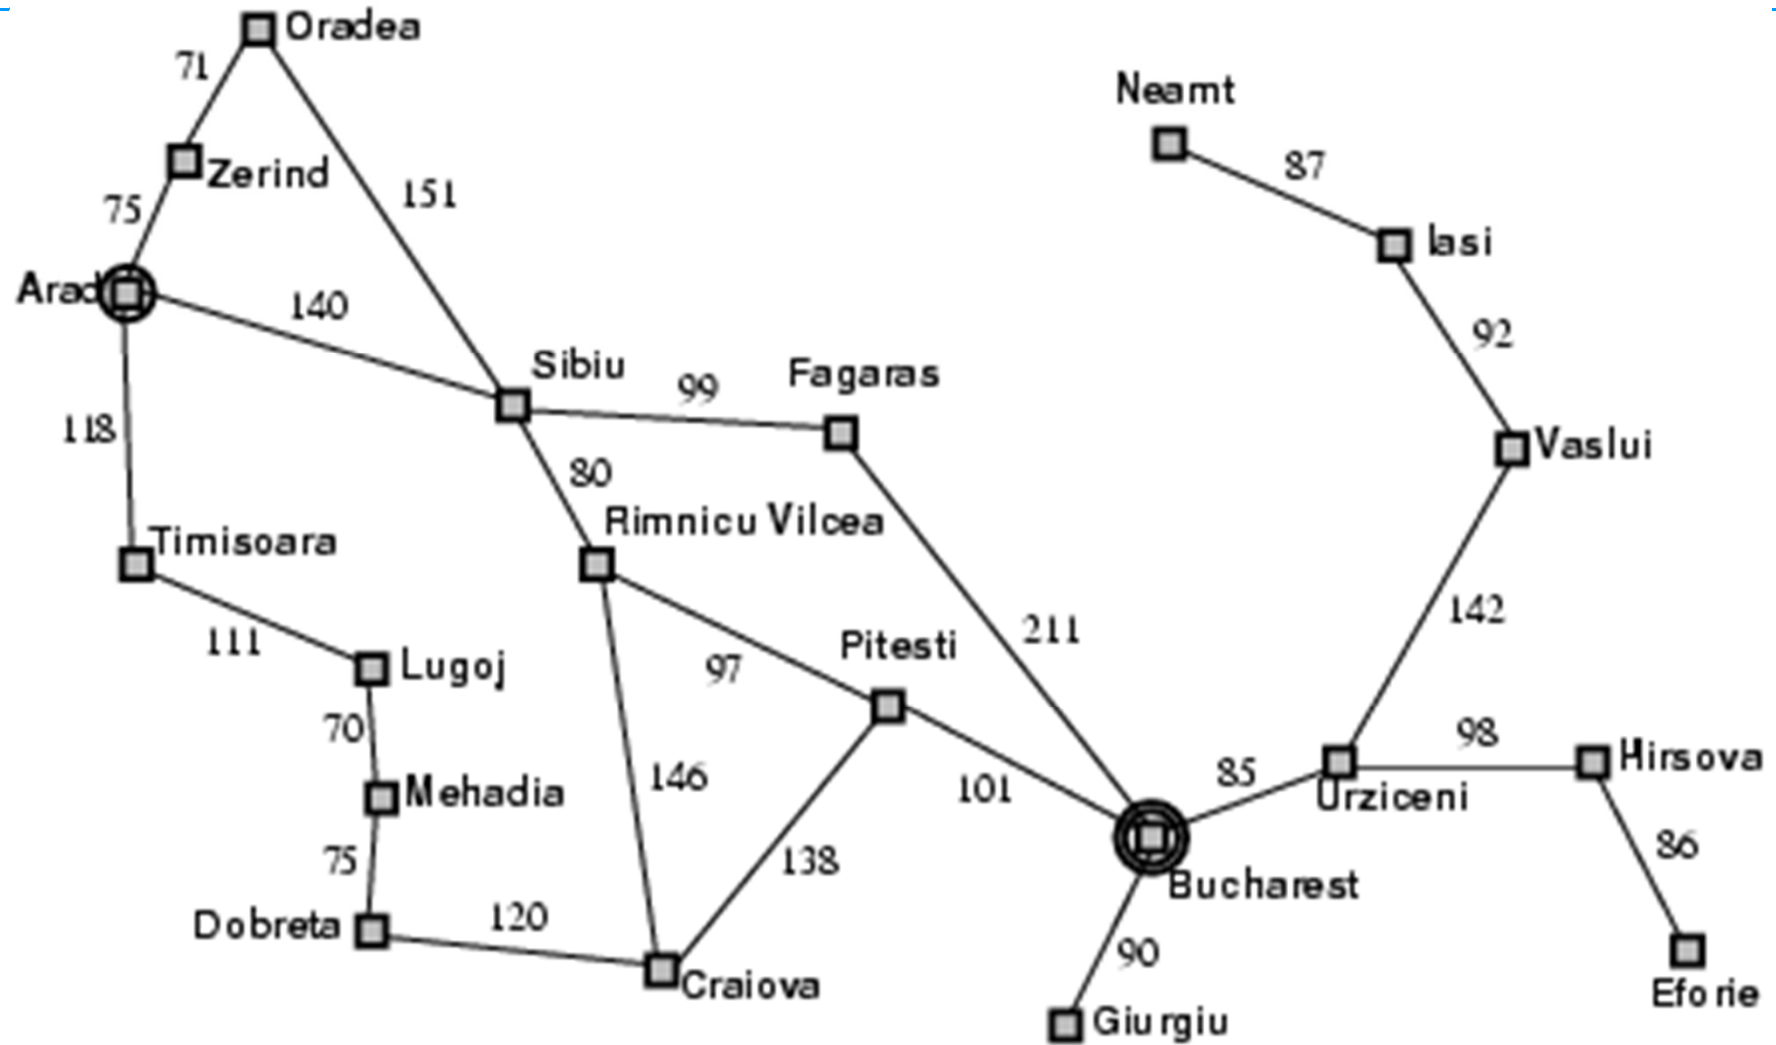 Oradea
71
Neamt
87
Zerind
151
75
Iasi
Arad
140
92
Sibiu
99
Fagaras
118
Vaslui
80
Rimnicu Vilcea
Timisoara
142
211
111
Lugoj
97
Pitesti
70
98
Hirsova
146
101
85
Urziceni
Mehadia
75
138
86
Bucharest
Dobreta
120
90
Craiova
Eforie
Giurgiu